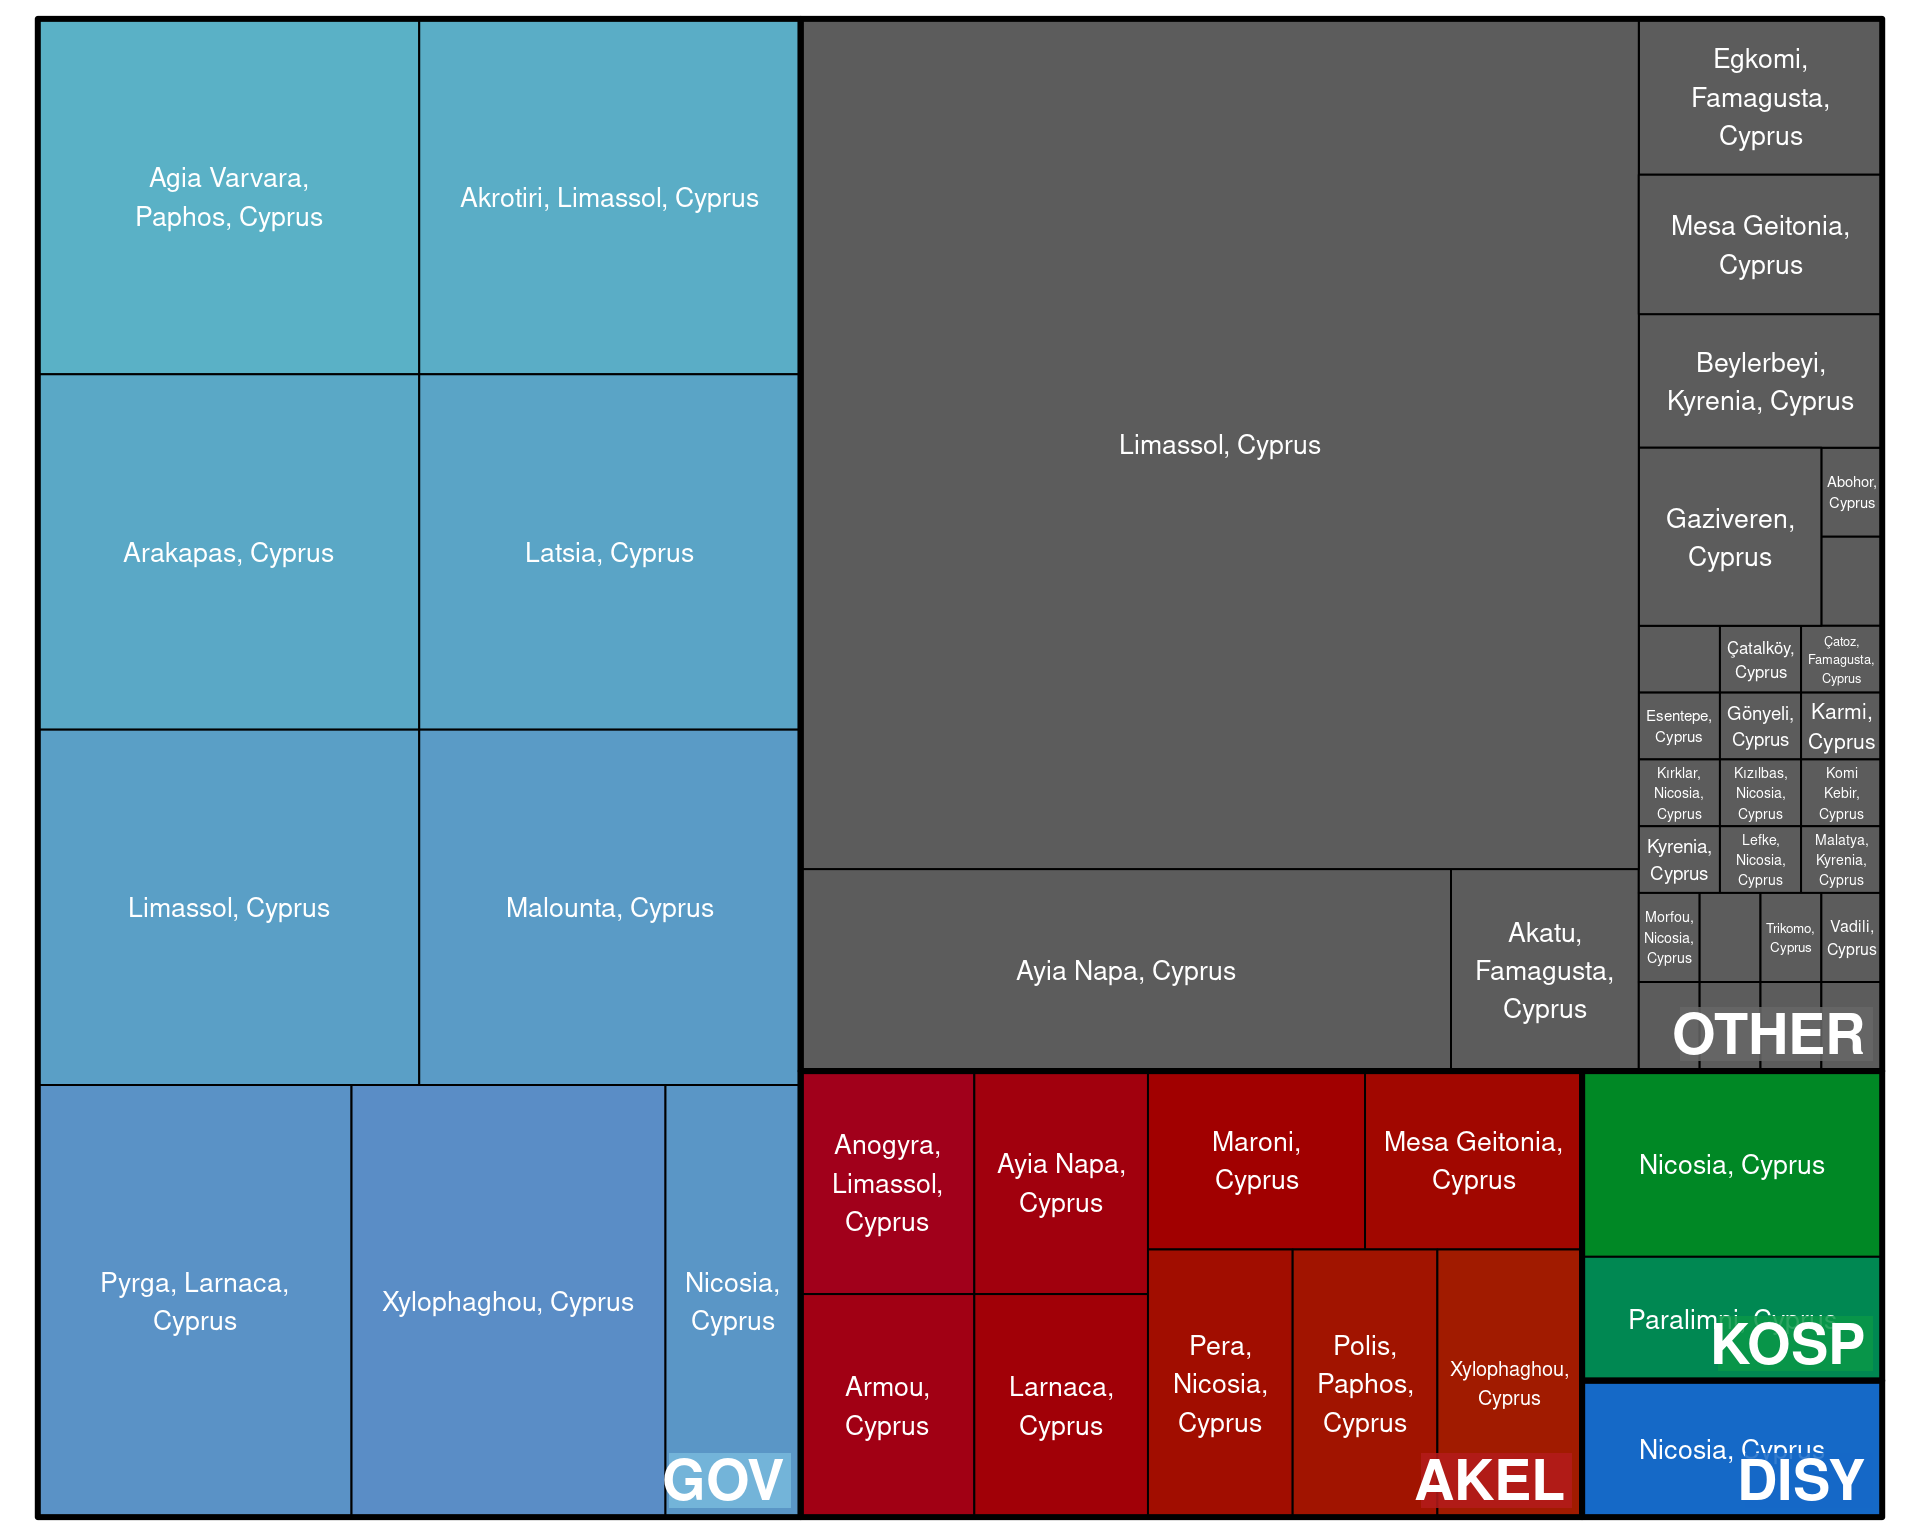 Agia Varvara,
Paphos, Cyprus
Akrotiri, Limassol, Cyprus
Arakapas, Cyprus
Latsia, Cyprus
Limassol, Cyprus
Malounta, Cyprus
Pyrga, Larnaca,
Cyprus
Xylophaghou, Cyprus
Nicosia,
Cyprus
GOV
Limassol, Cyprus
Ayia Napa, Cyprus
Akatu,
Famagusta,
Cyprus
Egkomi,
Famagusta,
Cyprus
Mesa Geitonia,
Cyprus
Beylerbeyi,
Kyrenia, Cyprus
Gaziveren,
Cyprus
Abohor,
Cyprus
Çatalköy,
Cyprus
Çatoz,
Famagusta,
Cyprus
Esentepe,
Cyprus
Gönyeli,
Cyprus
Karmi,
Cyprus
Kırklar,
Nicosia,
Cyprus
Kızılbas,
Nicosia,
Cyprus
Komi
Kebir,
Cyprus
Kyrenia,
Cyprus
Lefke,
Nicosia,
Cyprus
Malatya,
Kyrenia,
Cyprus
Morfou,
Nicosia,
Cyprus
Trikomo,
Cyprus
Vadili,
Cyprus
OTHER
Anogyra,
Limassol,
Cyprus
Ayia Napa,
Cyprus
Armou,
Cyprus
Larnaca,
Cyprus
Maroni,
Cyprus
Mesa Geitonia,
Cyprus
Pera,
Nicosia,
Cyprus
Polis,
Paphos,
Cyprus
Xylophaghou,
Cyprus
AKEL
Nicosia, Cyprus
Paralimni, Cyprus
KOSP
Nicosia, Cyprus
DISY